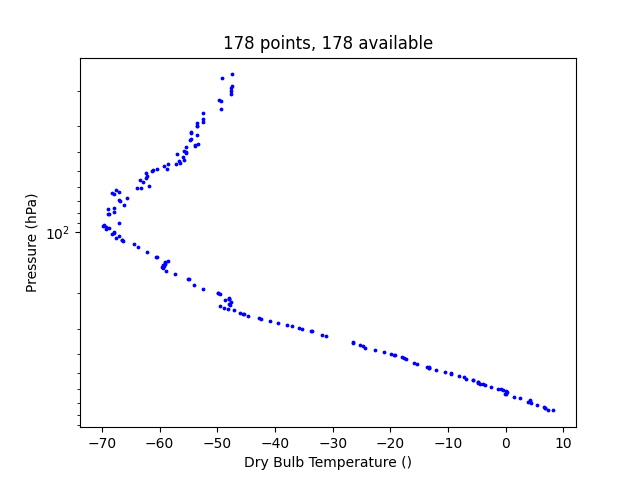 178 points, 178 available
Pressure (hPa)
10²
−70 −60 −50 −40 −30 −20 −10 0 10
Dry Bulb Temperature ()